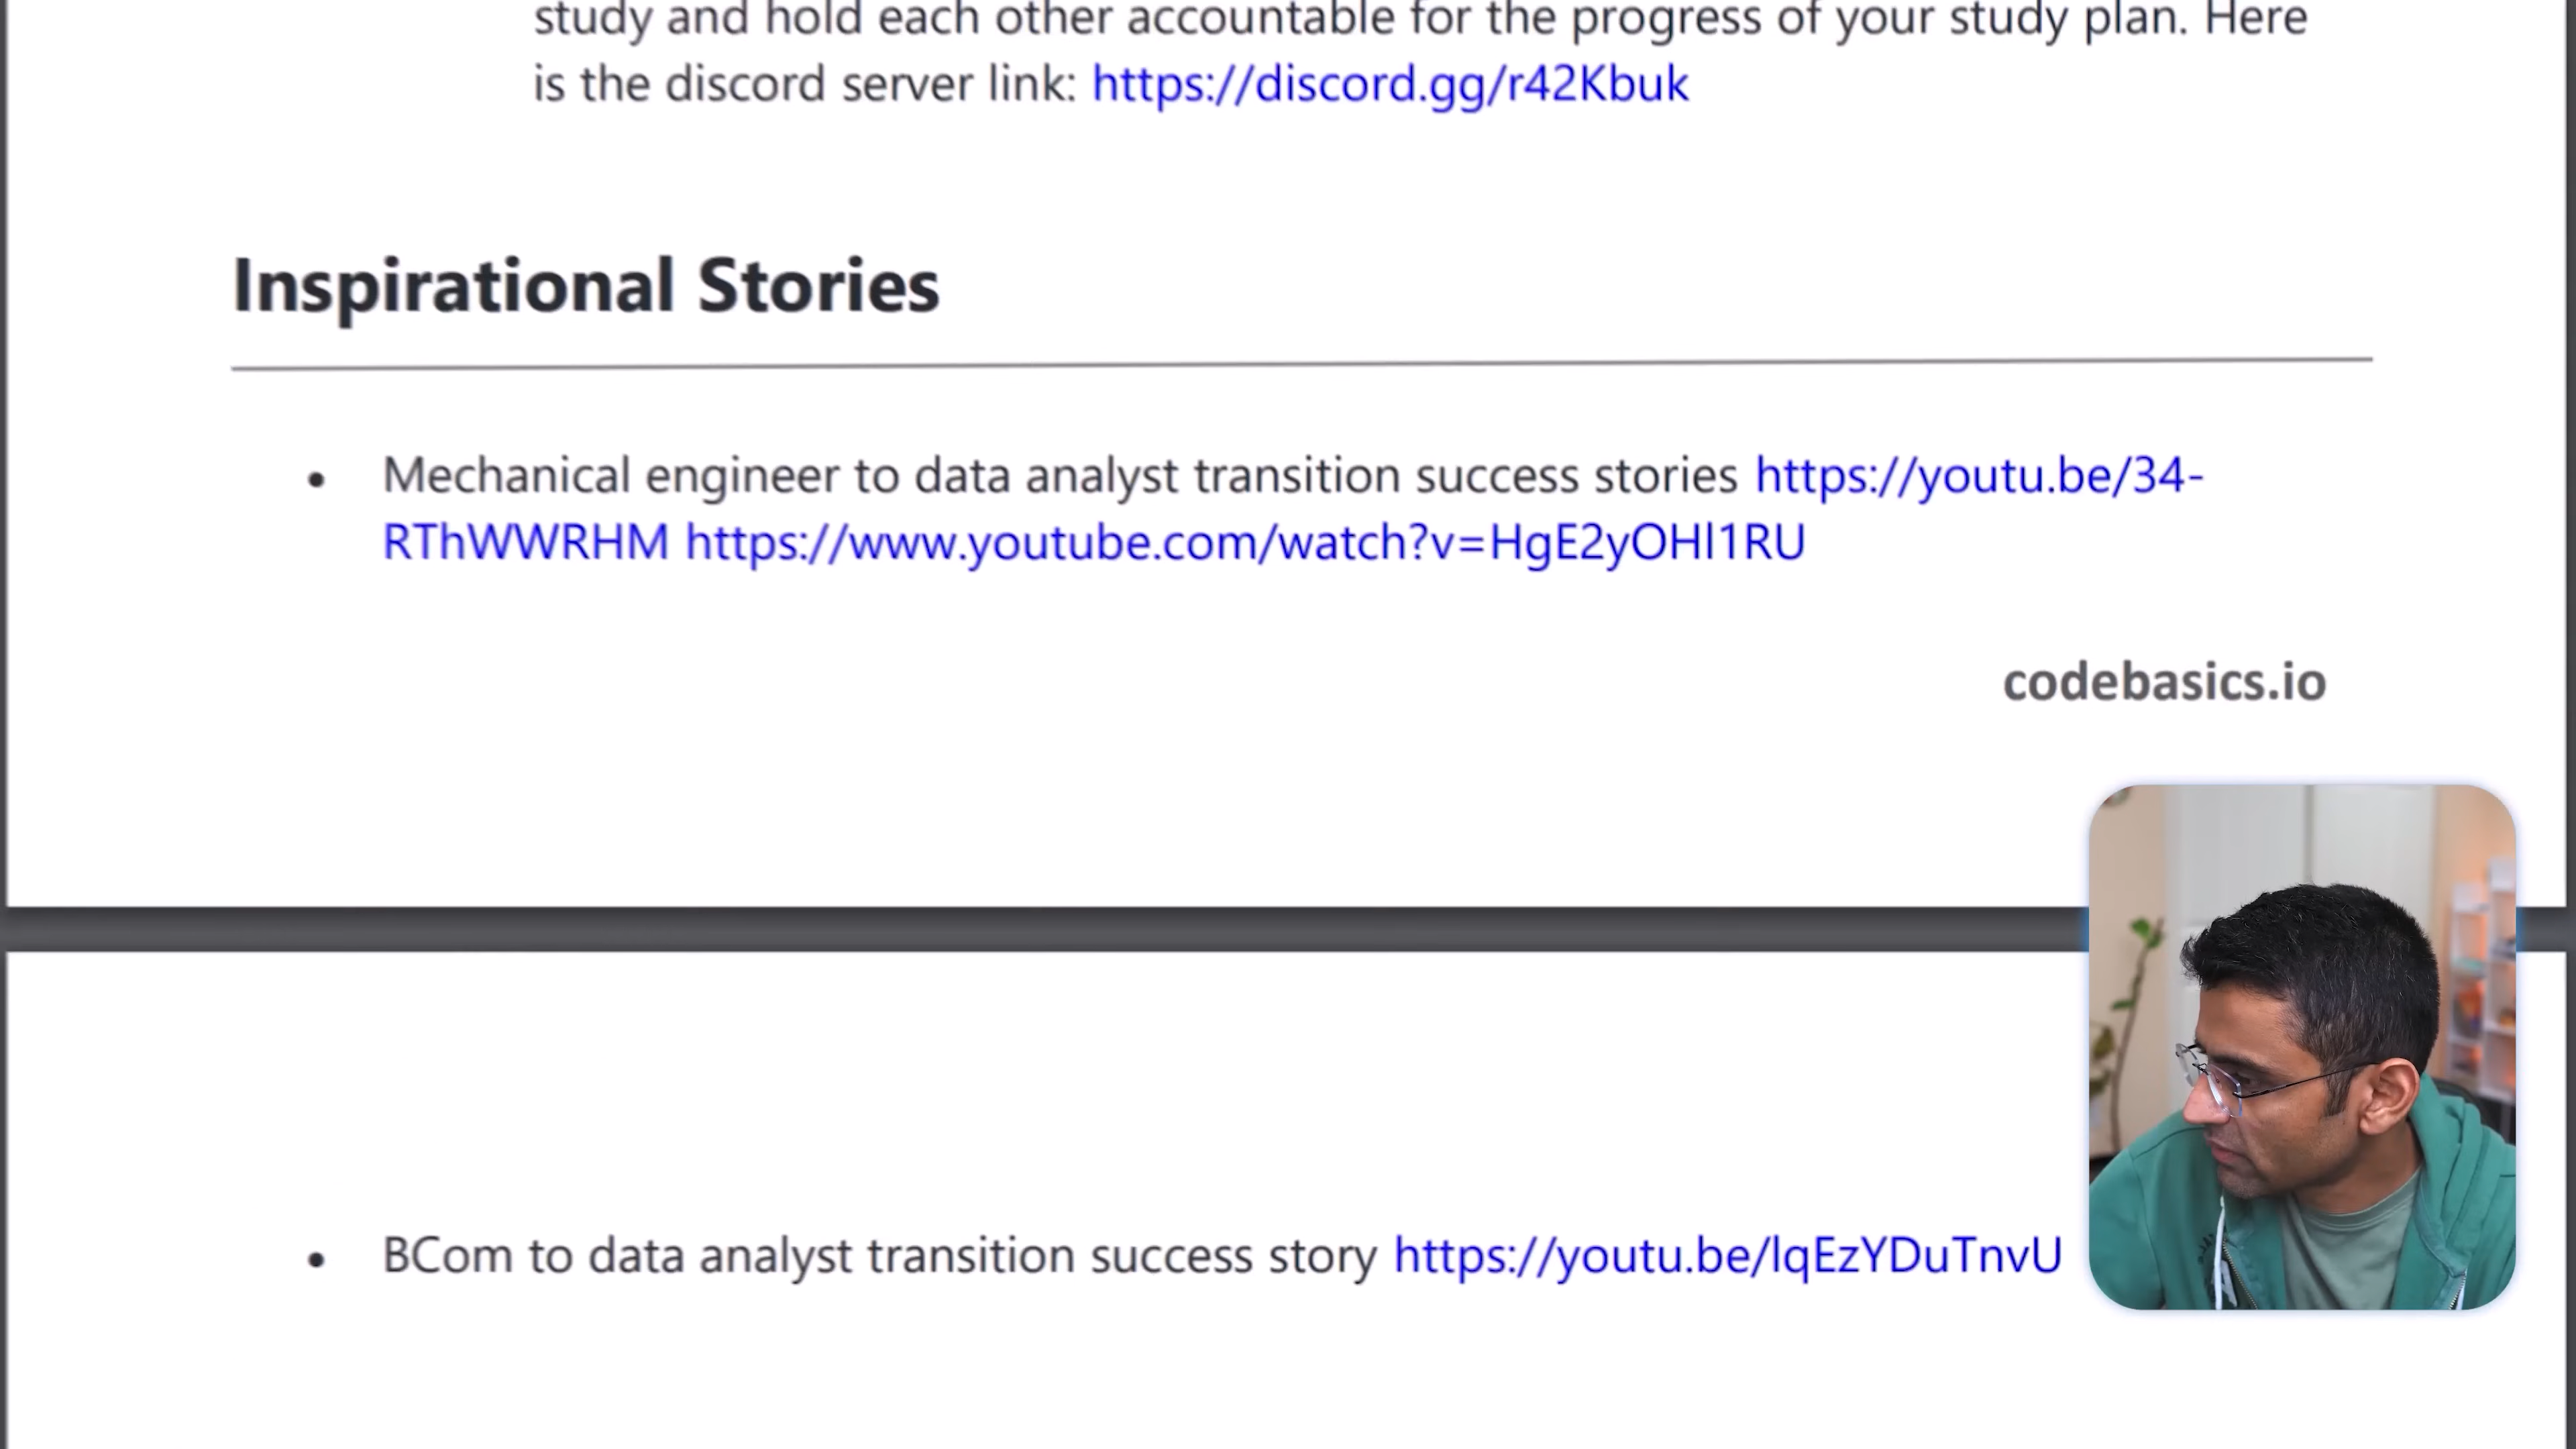 study and hold each other accountable for the progress of your study plan. Here
is the discord server link: https://discord.gg/r42Kbuk
Inspirational Stories
• Mechanical engineer to data analyst transition success stories https://youtu.be/34-
RThWWRHM https://www.youtube.com/watch?v=HgE2yOHl1RU
codebasics.io
• BCom to data analyst transition success story https://youtu.be/lqEzYDuTnvU